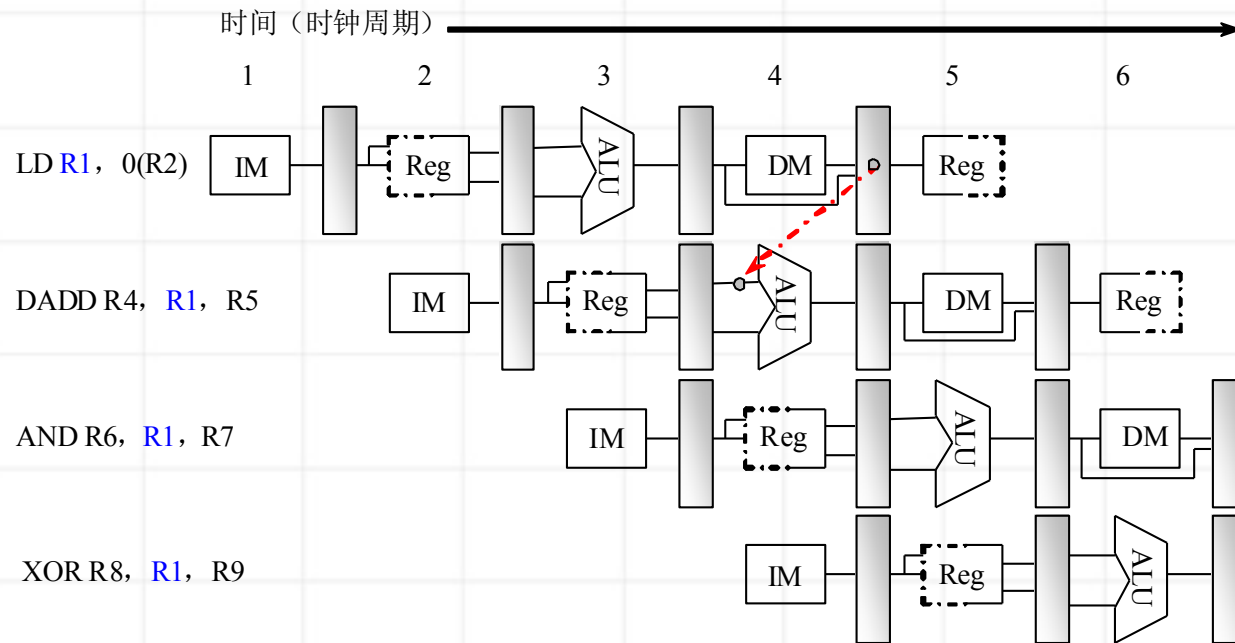 时间（时钟周期）
1 2 3 4 5 6
LD R1，0(R2) IM Reg ALU DM Reg
DADD R4，R1，R5 IM Reg ALU DM Reg
AND R6，R1，R7 IM Reg ALU DM
XOR R8，R1，R9 IM Reg ALU